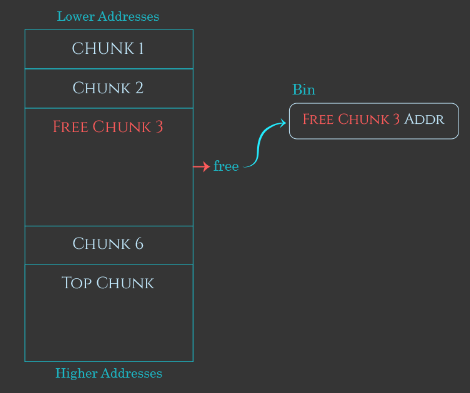 Lower Addresses
CHUNK 1
Chunk 2
Free Chunk 3
free
Bin
Free Chunk 3 Addr
Chunk 6
Top Chunk
Higher Addresses